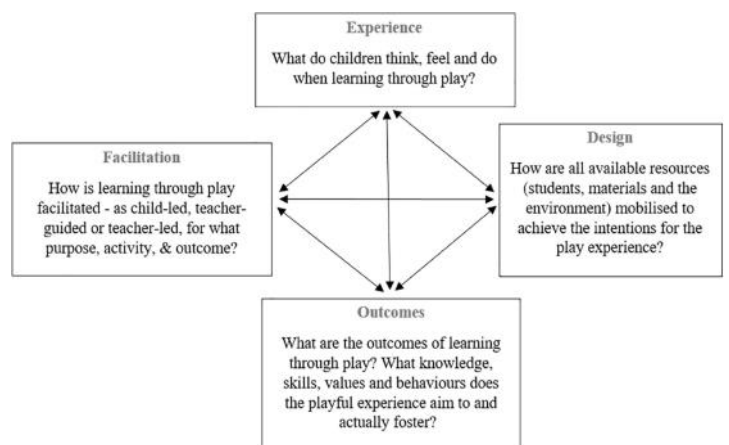 Experience
What do children think, feel and do
when learning through play?
Facilitation
How is learning through play
facilitated - as child-led, teacher-
guided or teacher-led, for what
purpose, activity, & outcome?
Design
How are all available resources
(students, materials and the
environment) mobilised to
achieve the intentions for the
play experience?
Outcomes
What are the outcomes of learning
through play? What knowledge,
skills, values and behaviours does
the playful experience aim to and
actually foster?